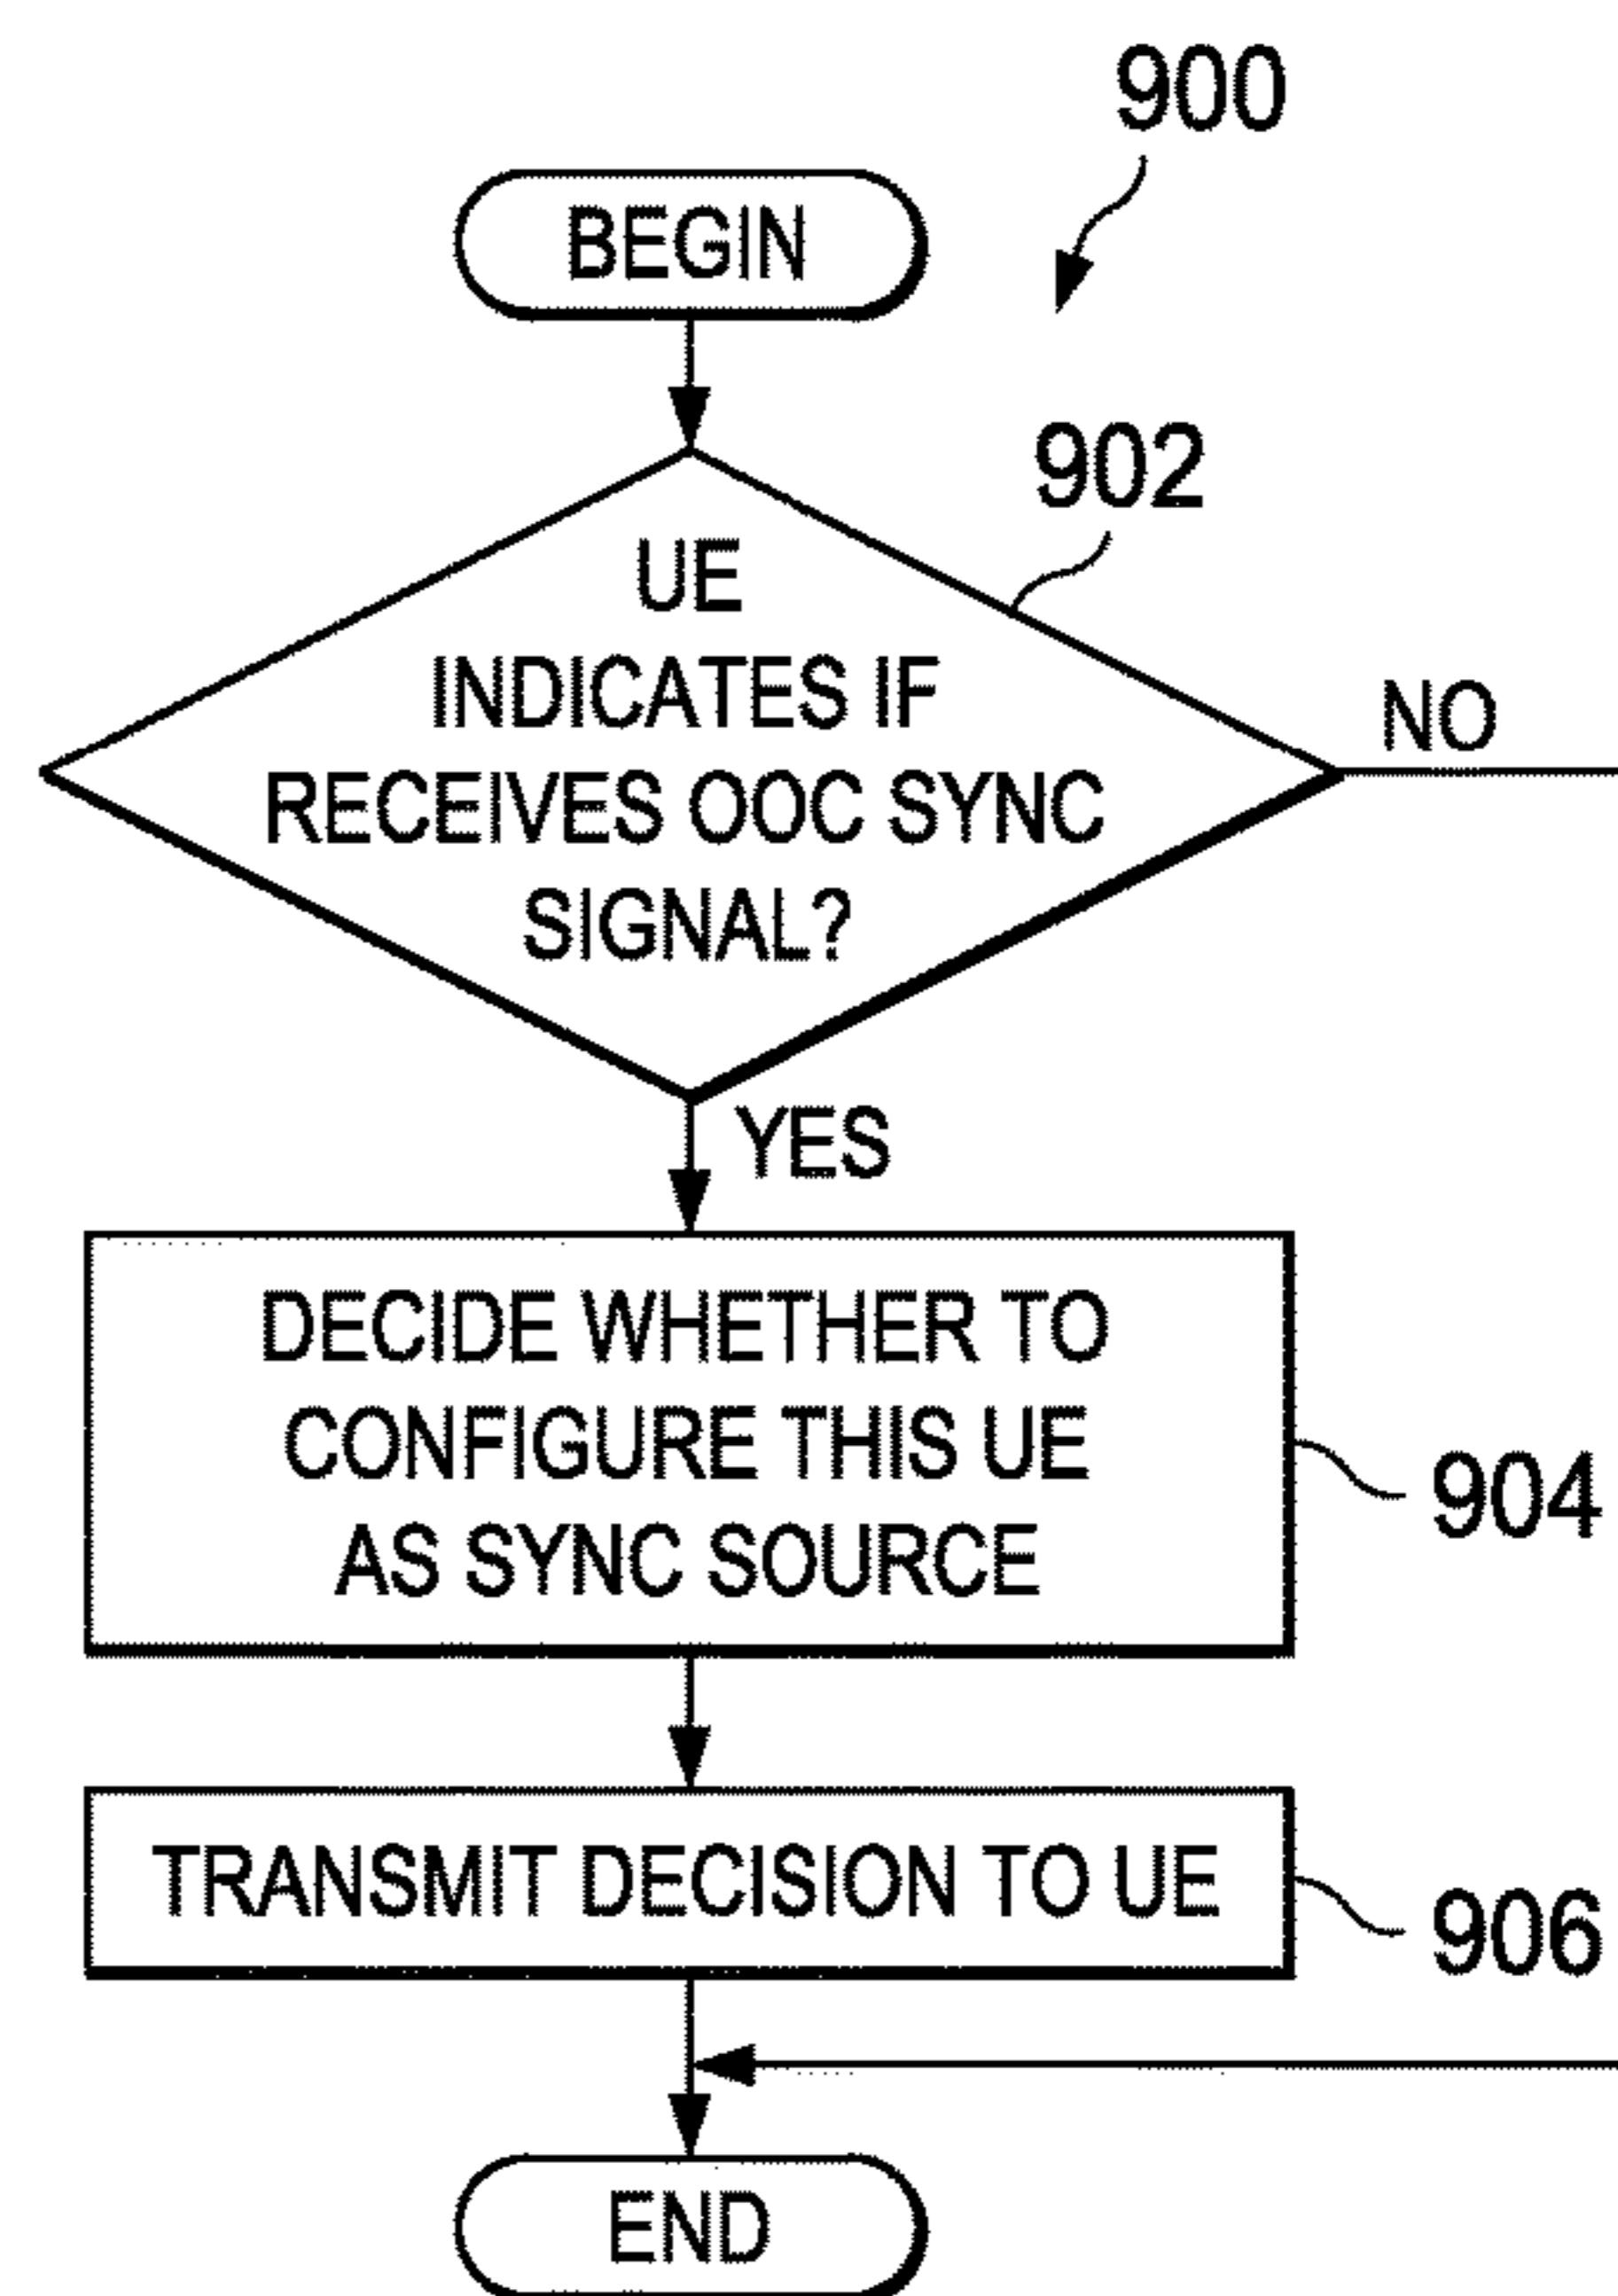 900
BEGIN
902
UE
INDICATES IF
RECEIVES OOC SYNC
SIGNAL?
NO
YES
DECIDE WHETHER TO
CONFIGURE THIS UE
AS SYNC SOURCE
904
TRANSMIT DECISION TO UE
906
END